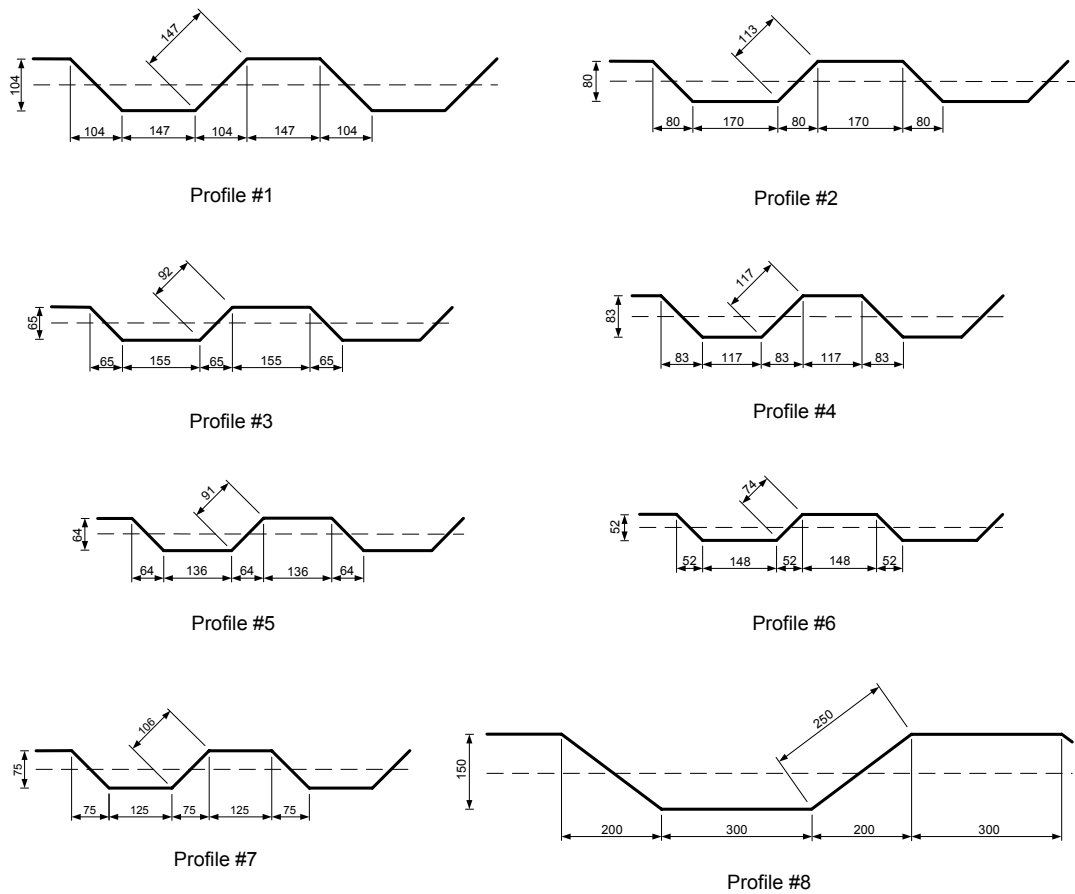 147
104
104 147 104 147 104
Profile #1
113
80
80 170 80 170 80
Profile #2
92
65
65 155 65 155 65
Profile #3
117
83
83 117 83 117 83
Profile #4
91
64
64 136 64 136 64
Profile #5
74
52
52 148 52 148 52
Profile #6
106
75
75 125 75 125 75
Profile #7
250
150
200 300 200 300
Profile #8